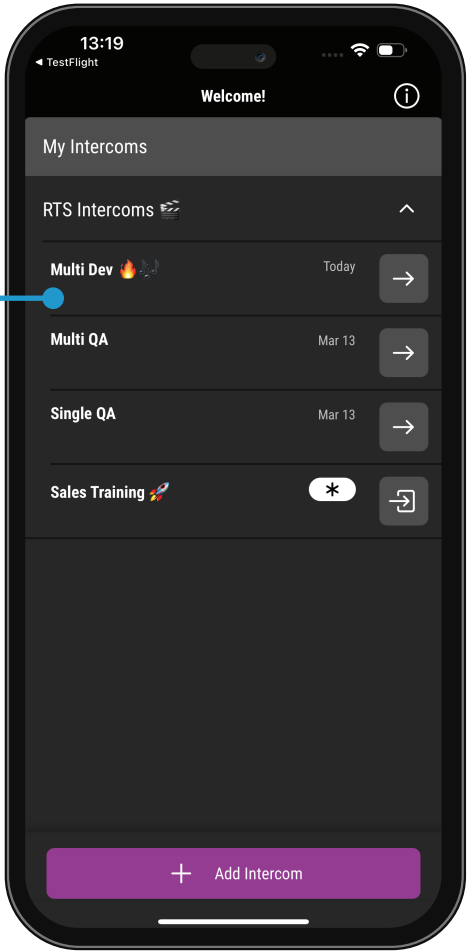 13:19
◀ TestFlight
Welcome!
My Intercoms
RTS Intercoms 🎬
Multi Dev 🔥🎶
Today
Multi QA
Mar 13
Single QA
Mar 13
Sales Training 🚀
*
+ Add Intercom